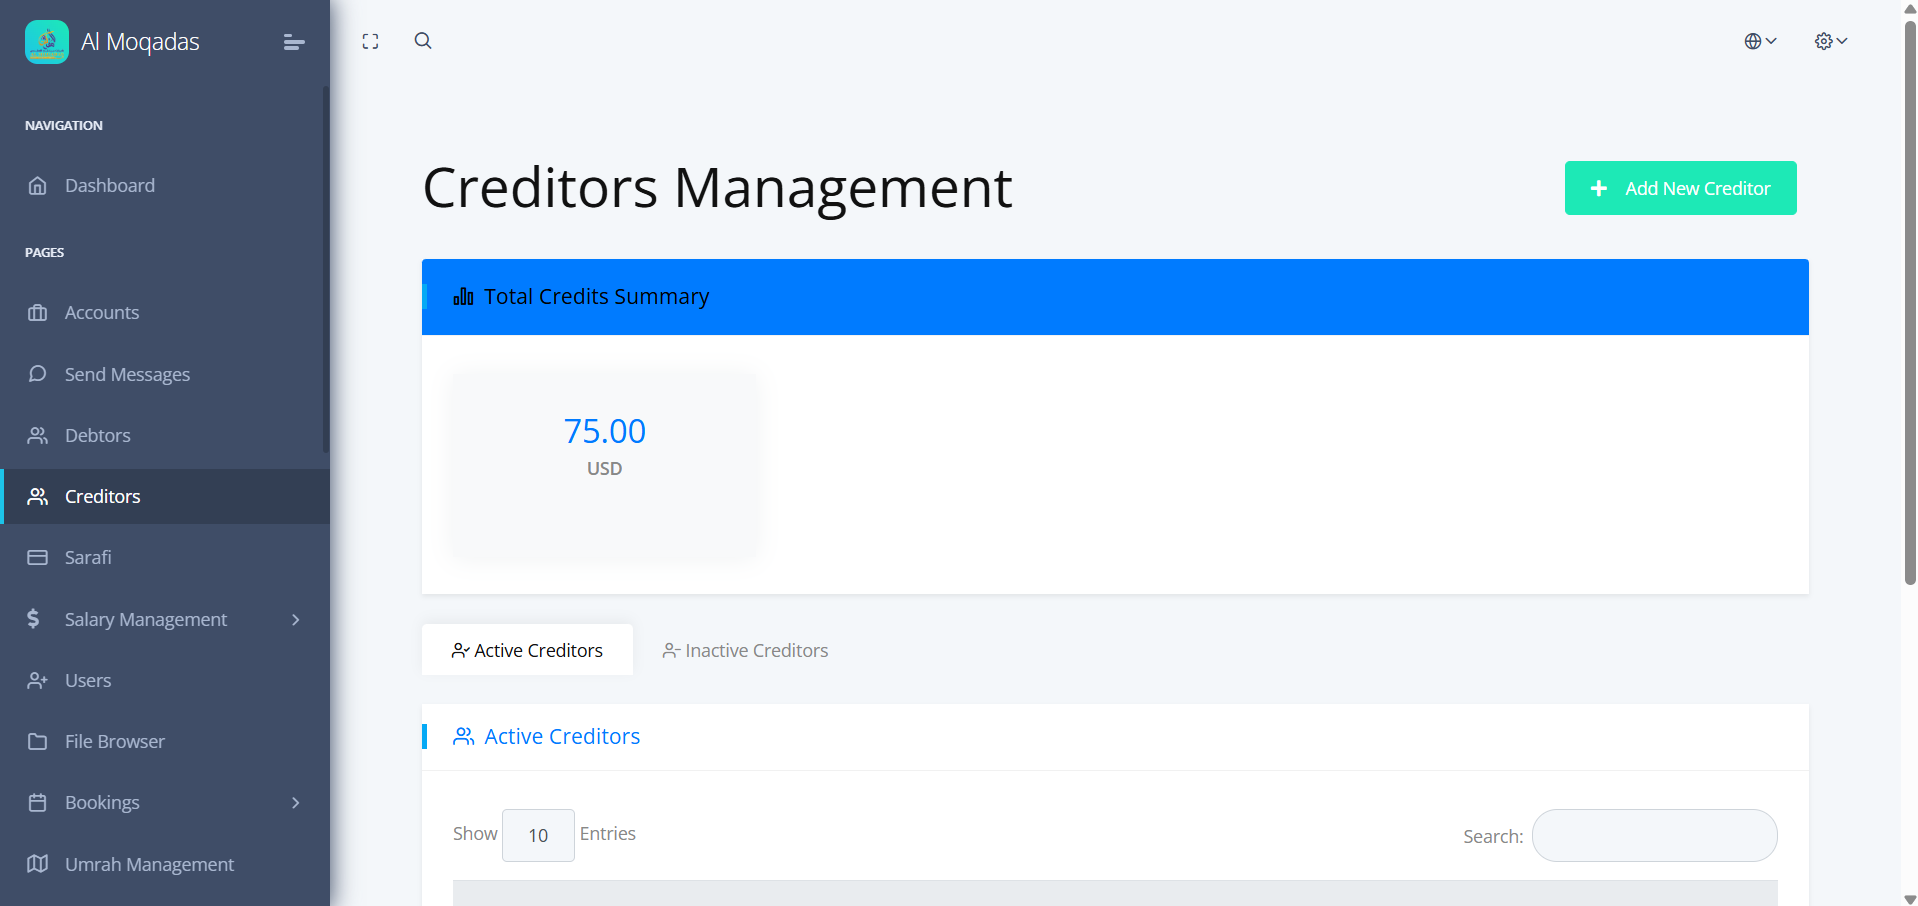 Al Moqadas
NAVIGATION
Dashboard
PAGES
Accounts
Send Messages
Debtors
Creditors
Sarafi
Salary Management
Users
File Browser
Bookings
Umrah Management
Creditors Management
Add New Creditor
Total Credits Summary
75.00
USD
Active Creditors
Inactive Creditors
Active Creditors
Show 10 Entries
Search: